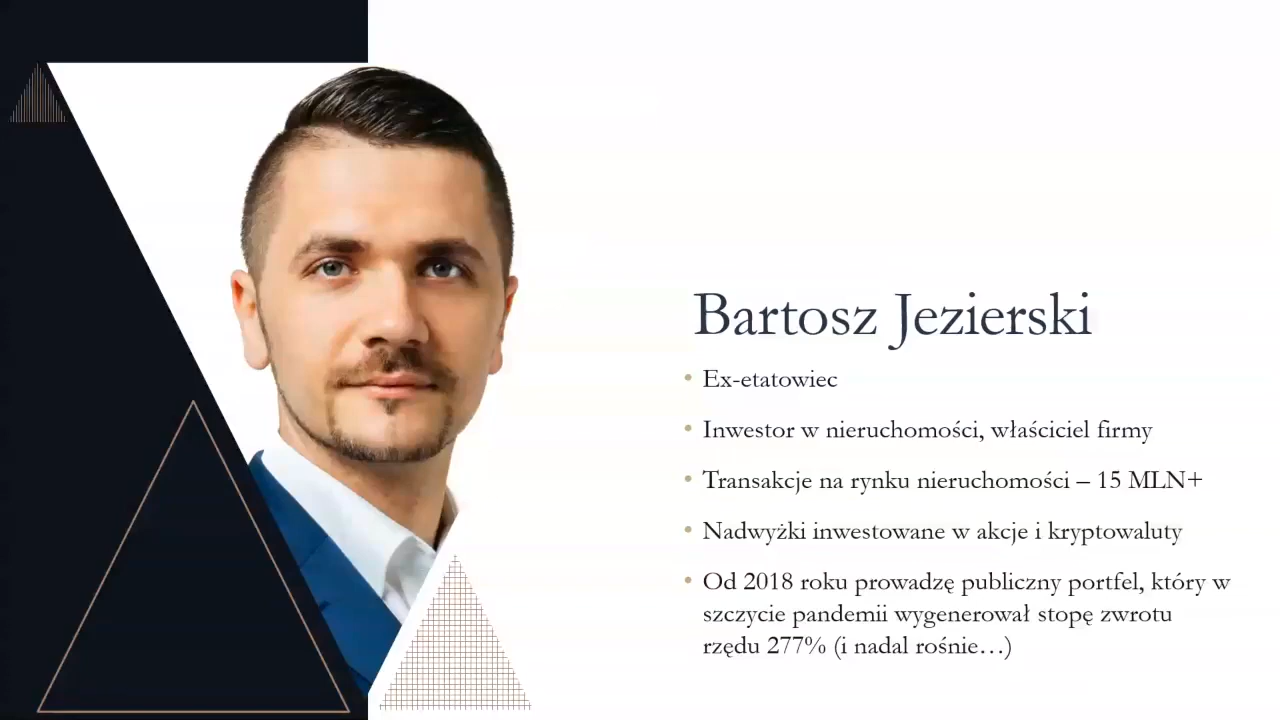 Bartosz Jezierski
• Ex-etatowiec
• Inwestor w nieruchomości, właściciel firmy
• Transakcje na rynku nieruchomości – 15 MLN+
• Nadwyżki inwestowane w akcje i kryptowaluty
• Od 2018 roku prowadzę publiczny portfel, który w
szczycie pandemii wygenerował stopę zwrotu
rzędu 277% (i nadal rośnie…)